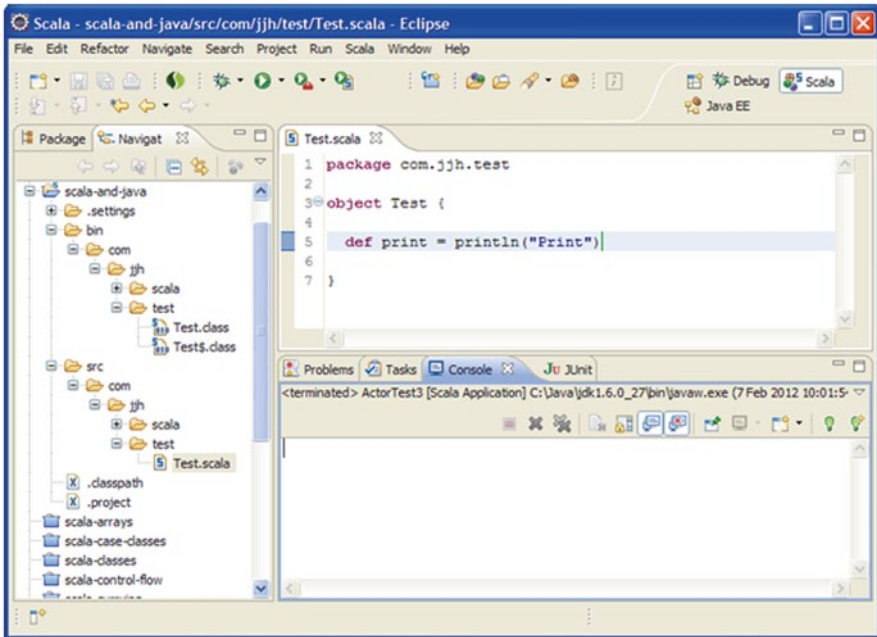 Scala - scala-and-java/src/com/jjh/test/Test.scala - Eclipse
File Edit Refactor Navigate Search Project Run Scala Window Help
Debug Scala
Java EE
Package Navigat
scala-and-java
.settings
bin
com
jjh
scala
test
Test.class
Test$.class
src
com
jjh
scala
test
Test.scala
.classpath
.project
scala-arrays
scala-case-classes
scala-classes
scala-control-flow
Test.scala
1 package com.jjh.test
2
3 object Test {
4
5 def print = println("Print")
6
7 }
Problems Tasks Console JUnit
<terminated> ActorTest3 [Scala Application] C:\Java\jdk1.6.0_27\bin\javaw.exe (7 Feb 2012 10:01:5